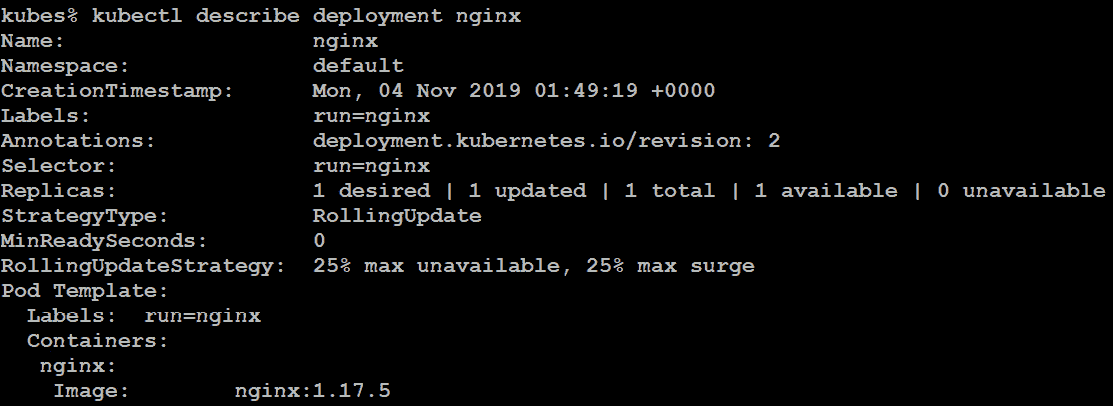 kubes% kubectl describe deployment nginx
Name:                   nginx
Namespace:              default
CreationTimestamp:      Mon, 04 Nov 2019 01:49:19 +0000
Labels:                 run=nginx
Annotations:            deployment.kubernetes.io/revision: 2
Selector:               run=nginx
Replicas:               1 desired | 1 updated | 1 total | 1 available | 0 unavailable
StrategyType:           RollingUpdate
MinReadySeconds:        0
RollingUpdateStrategy:  25% max unavailable, 25% max surge
Pod Template:
  Labels:  run=nginx
  Containers:
   nginx:
    Image:        nginx:1.17.5